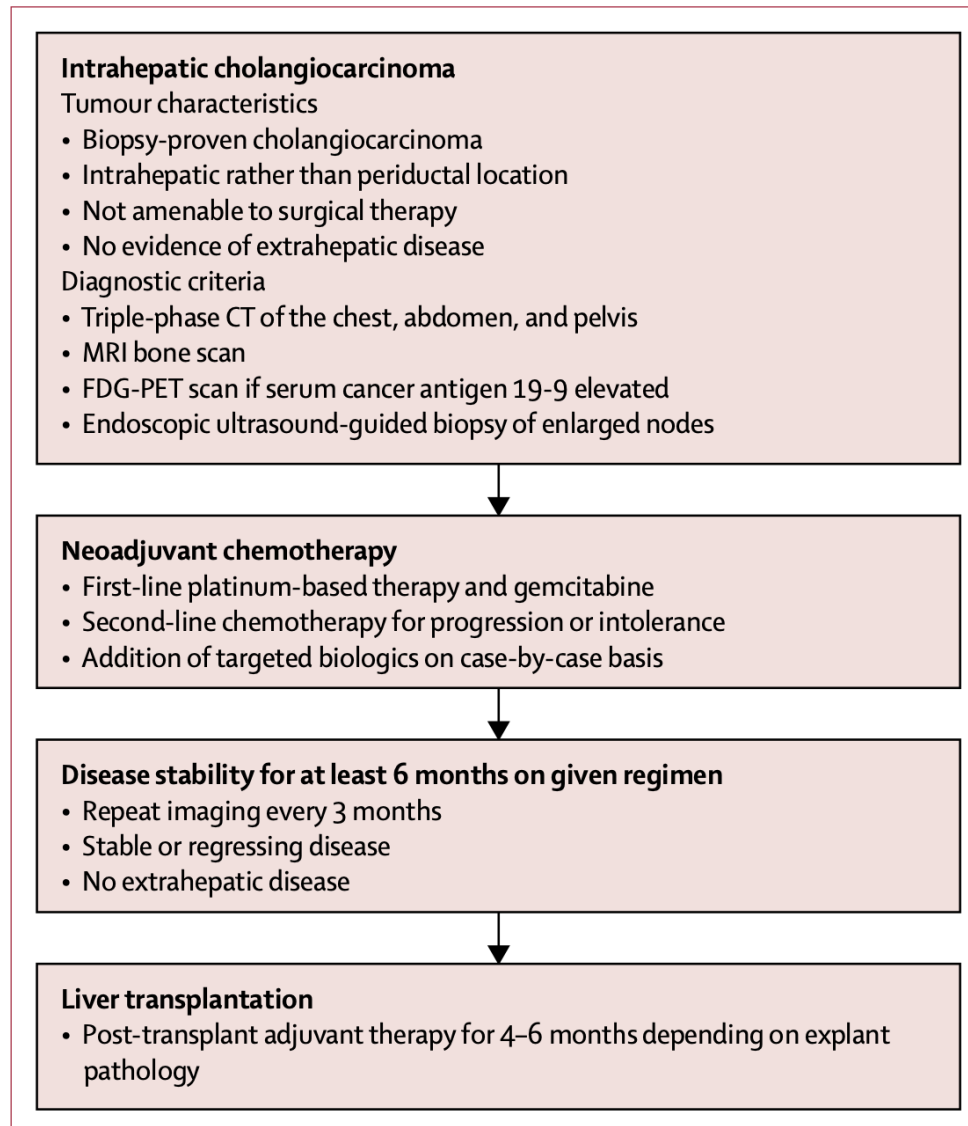 Intrahepatic cholangiocarcinoma
Tumour characteristics
• Biopsy-proven cholangiocarcinoma
• Intrahepatic rather than periductal location
• Not amenable to surgical therapy
• No evidence of extrahepatic disease
Diagnostic criteria
• Triple-phase CT of the chest, abdomen, and pelvis
• MRI bone scan
• FDG-PET scan if serum cancer antigen 19-9 elevated
• Endoscopic ultrasound-guided biopsy of enlarged nodes
Neoadjuvant chemotherapy
• First-line platinum-based therapy and gemcitabine
• Second-line chemotherapy for progression or intolerance
• Addition of targeted biologics on case-by-case basis
Disease stability for at least 6 months on given regimen
• Repeat imaging every 3 months
• Stable or regressing disease
• No extrahepatic disease
Liver transplantation
• Post-transplant adjuvant therapy for 4–6 months depending on explant
pathology